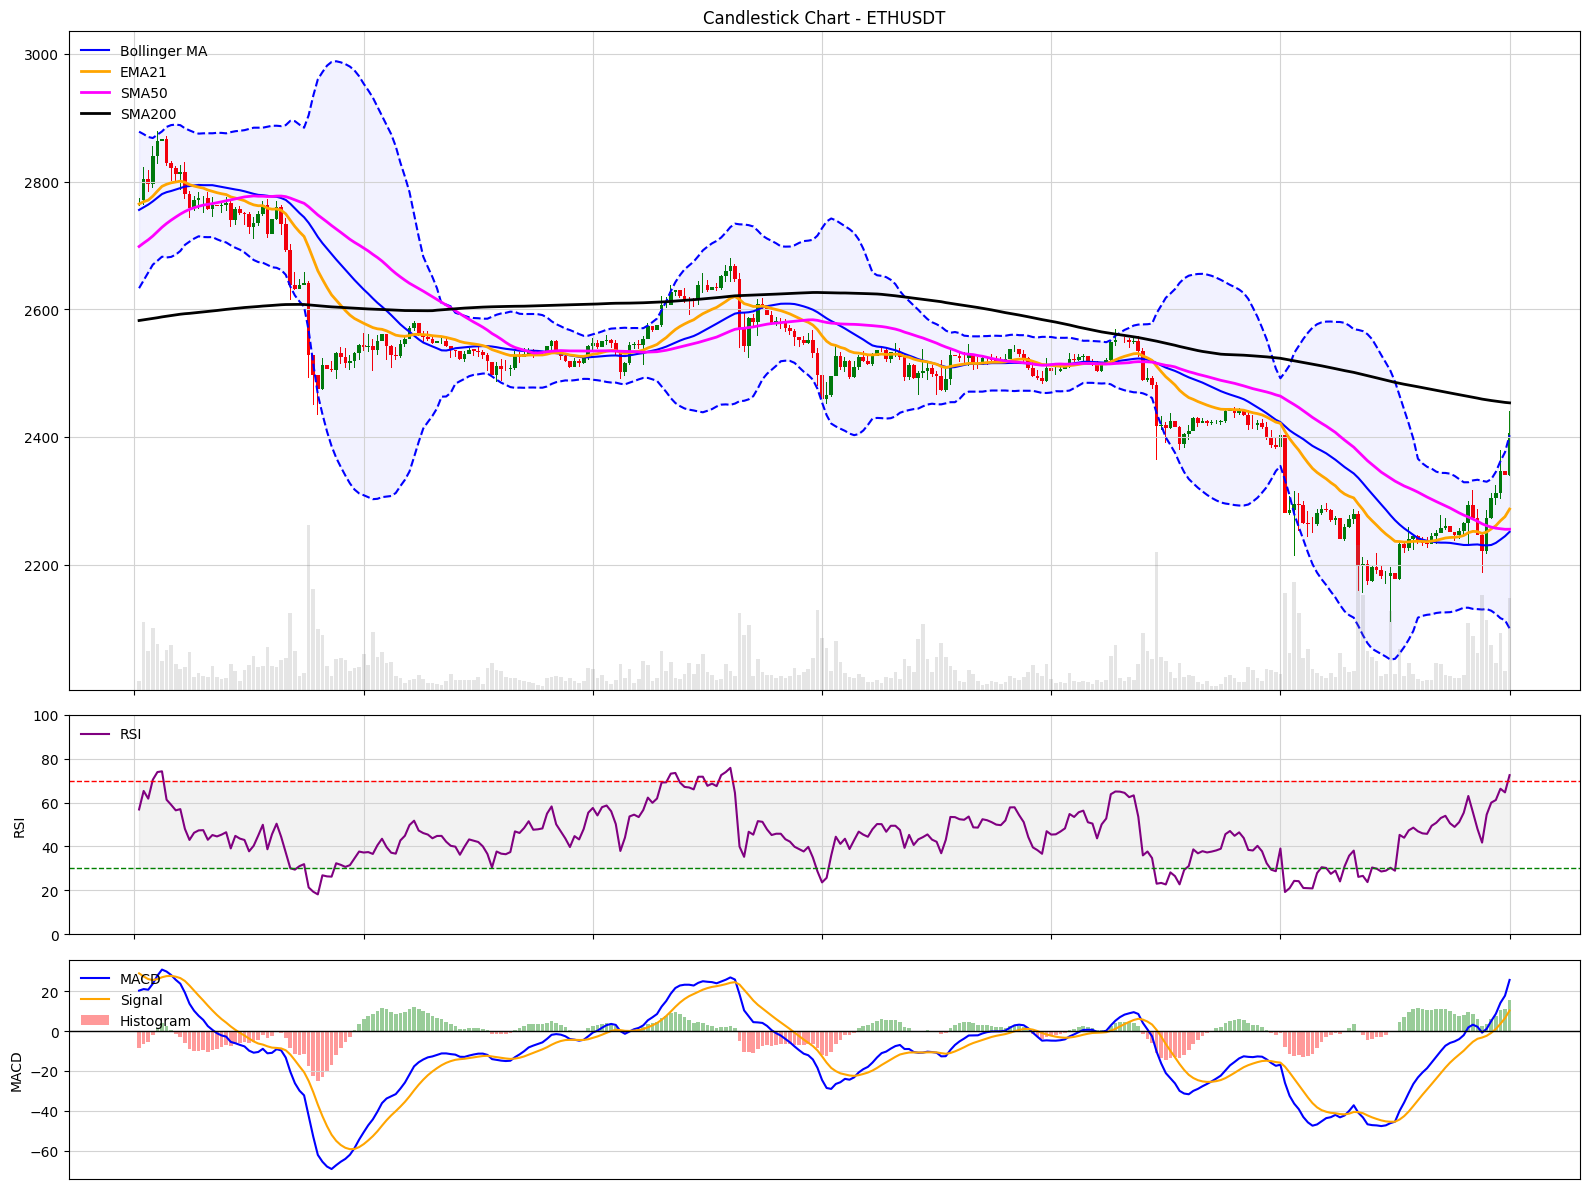 Candlestick Chart - ETHUSDT
Bollinger MA
EMA21
SMA50
SMA200
3000
2800
2600
2400
2200
RSI
100
80
60
40
20
0
RSI
MACD
Signal
Histogram
20
0
−20
−40
−60
MACD